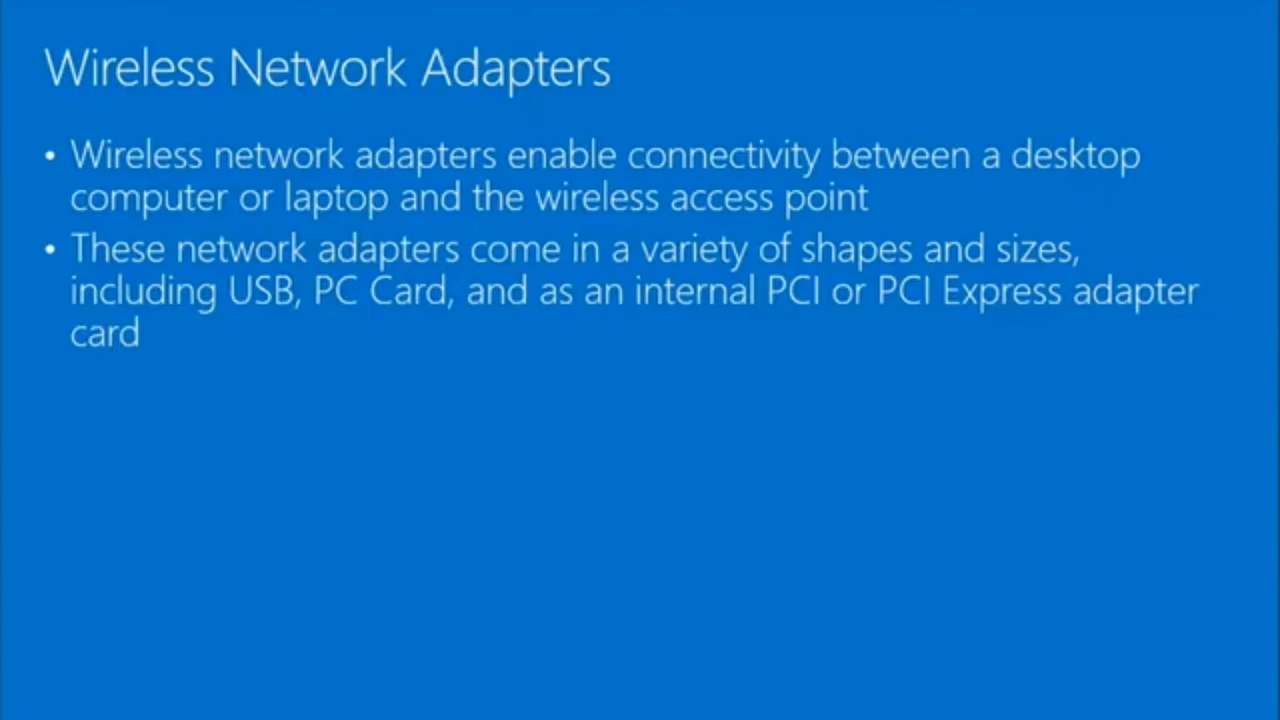 Wireless Network Adapters
• Wireless network adapters enable connectivity between a desktop
computer or laptop and the wireless access point
• These network adapters come in a variety of shapes and sizes,
including USB, PC Card, and as an internal PCI or PCI Express adapter
card